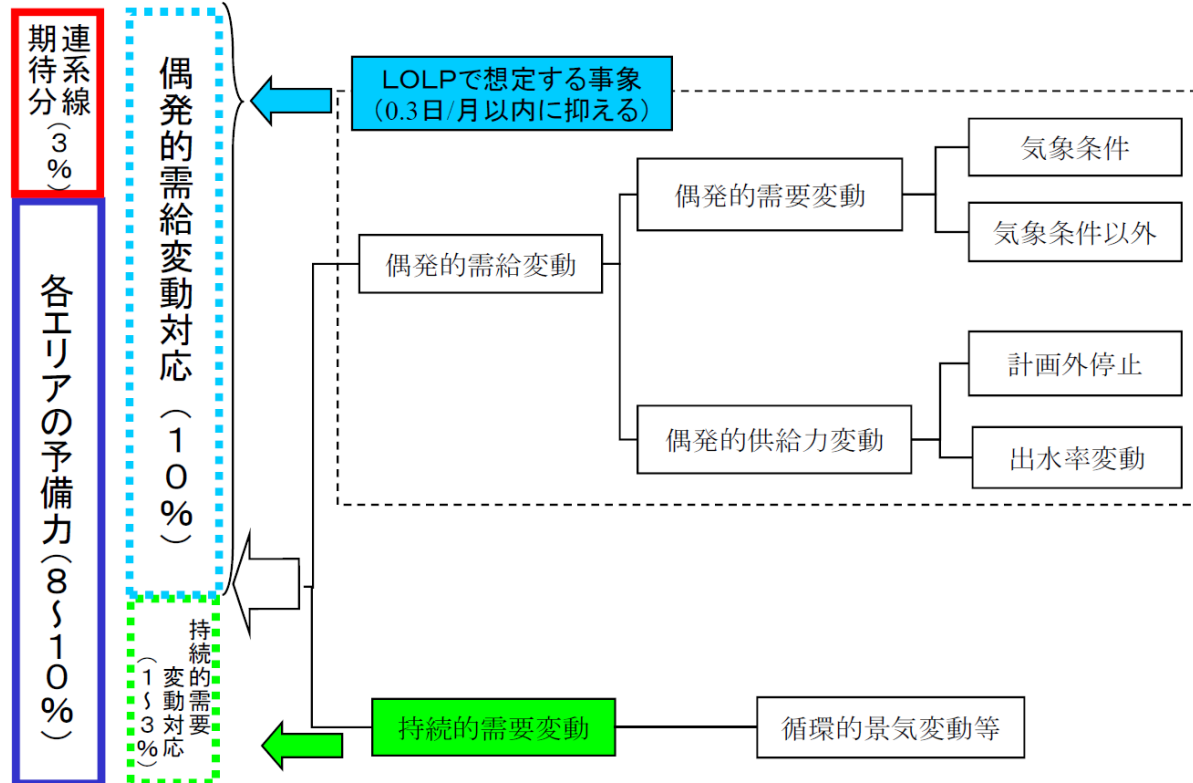 連系線
期待分(3%)
各エリアの予備力(8~10%)
偶発的需給変動対応(10%)
持続的需要
変動対応
(1~3%)
LOLPで想定する事象
(0.3日/月以内に抑える)
偶発的需給変動
偶発的需要変動
気象条件
気象条件以外
偶発的供給力変動
計画外停止
出水率変動
持続的需要変動
循環的景気変動等